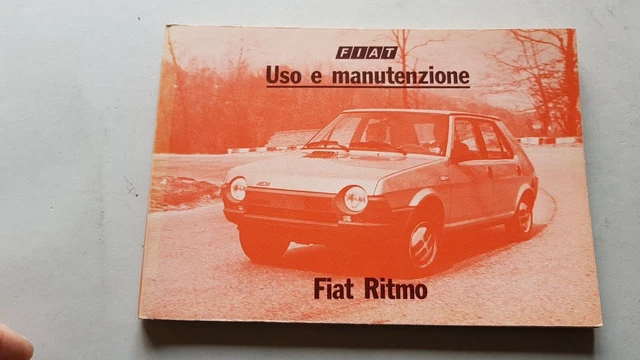 FIAT
Uso e manutenzione
Fiat Ritmo